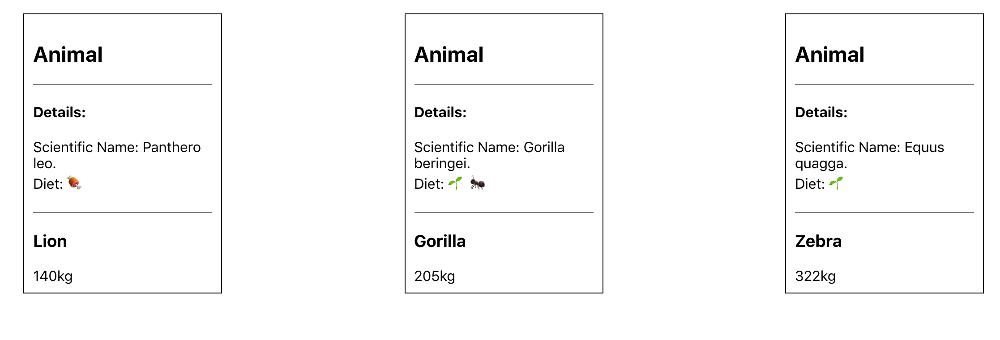 Animal
Details:
Scientific Name: Panthero
leo.
Diet: 🍖
Lion
140kg
Animal
Details:
Scientific Name: Gorilla
beringei.
Diet: 🌱 🐜
Gorilla
205kg
Animal
Details:
Scientific Name: Equus
quagga.
Diet: 🌱
Zebra
322kg